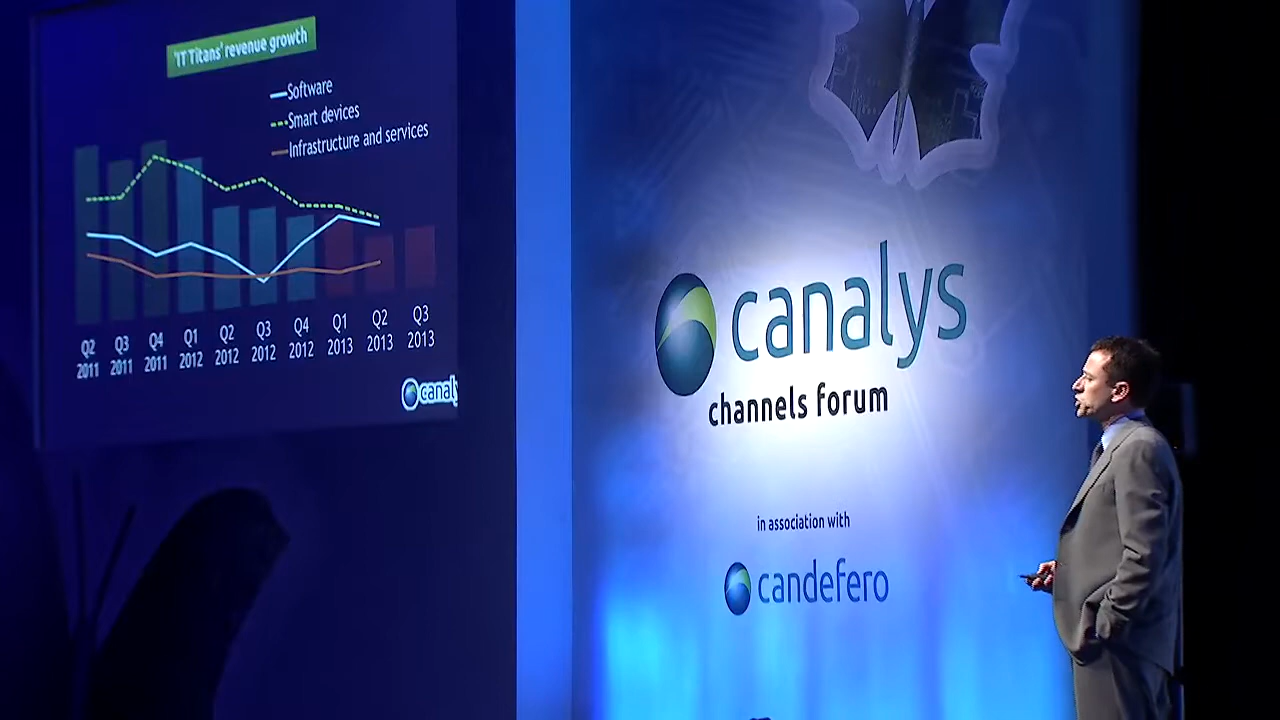 'IT Titans' revenue growth
Software
Smart devices
Infrastructure and services
Q2 Q3 Q4 Q1 Q2 Q3 Q4 Q1 Q2 Q3
2011 2011 2011 2012 2012 2012 2012 2013 2013 2013
canaly
canalys
channels forum
in association with
candefero